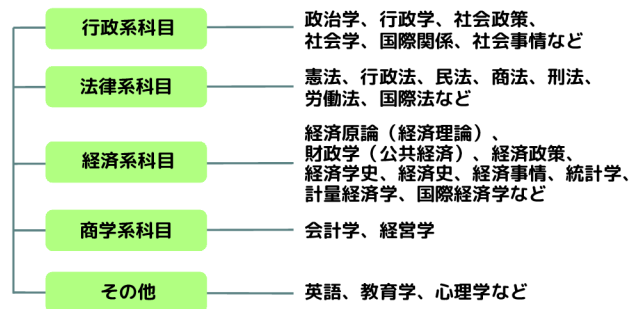 行政系科目
政治学、行政学、社会政策、
社会学、国際関係、社会事情など
法律系科目
憲法、行政法、民法、商法、刑法、
労働法、国際法など
経済系科目
経済原論（経済理論）、
財政学（公共経済）、経済政策、
経済学史、経済史、経済事情、統計学、
計量経済学、国際経済学など
商学系科目
会計学、経営学
その他
英語、教育学、心理学など